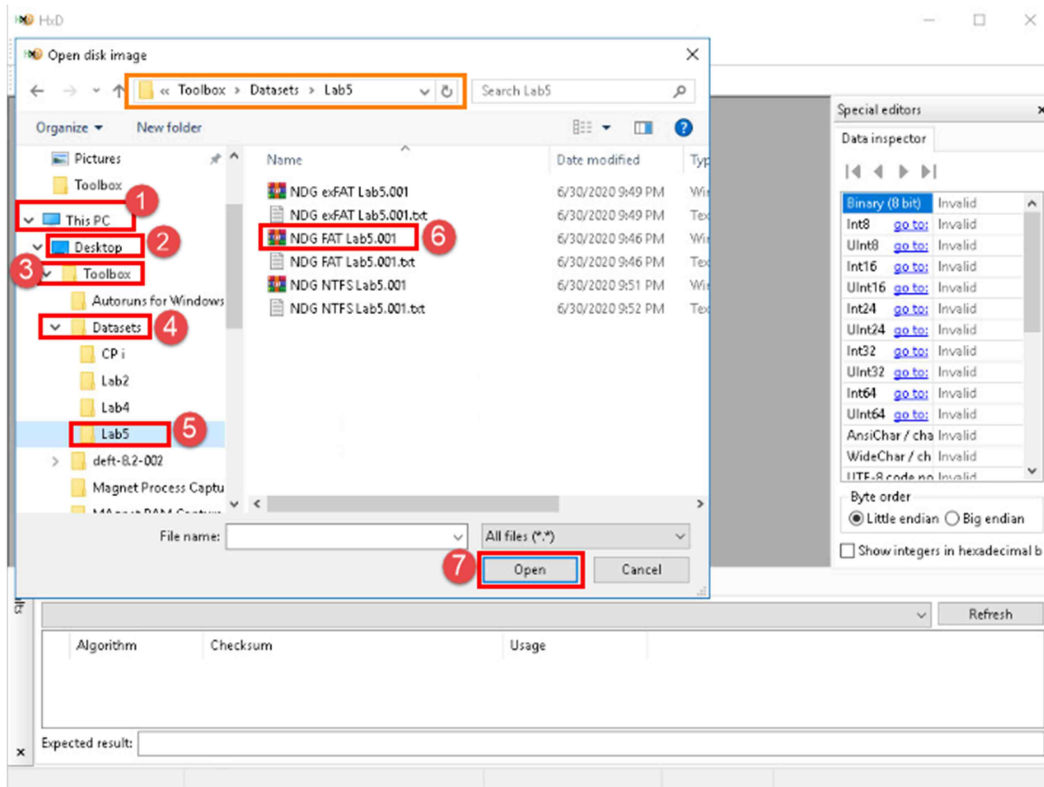 HxD
Open disk image
« Toolbox > Datasets > Lab5
Search Lab5
Organize
New folder
Special editors
Data inspector
Pictures
Toolbox
1
This PC
2
Desktop
3
Toolbox
Autoruns for Windows
4
Datasets
CP i
Lab2
Lab4
5
Lab5
deft-8.2-002
Magnet Process Captu
Name Date modified Typ
NDG exFAT Lab5.001 6/30/2020 9:49 PM Wir
NDG exFAT Lab5.001.txt 6/30/2020 9:49 PM Tex
NDG FAT Lab5.001 6 6/30/2020 9:46 PM Wir
NDG FAT Lab5.001.txt 6/30/2020 9:46 PM Tex
NDG NTFS Lab5.001 6/30/2020 9:51 PM Wir
NDG NTFS Lab5.001.txt 6/30/2020 9:52 PM Tex
File name:
All files (*.*)
7
Open
Cancel
Binary (8 bit) Invalid
Int8 go to: Invalid
UInt8 go to: Invalid
Int16 go to: Invalid
UInt16 go to: Invalid
Int24 go to: Invalid
UInt24 go to: Invalid
Int32 go to: Invalid
UInt32 go to: Invalid
Int64 go to: Invalid
UInt64 go to: Invalid
AnsiChar / cha Invalid
WideChar / ch Invalid
UTF-8 code po Invalid
Byte order
Little endian Big endian
Show integers in hexadecimal b
Refresh
Algorithm Checksum Usage
Expected result: